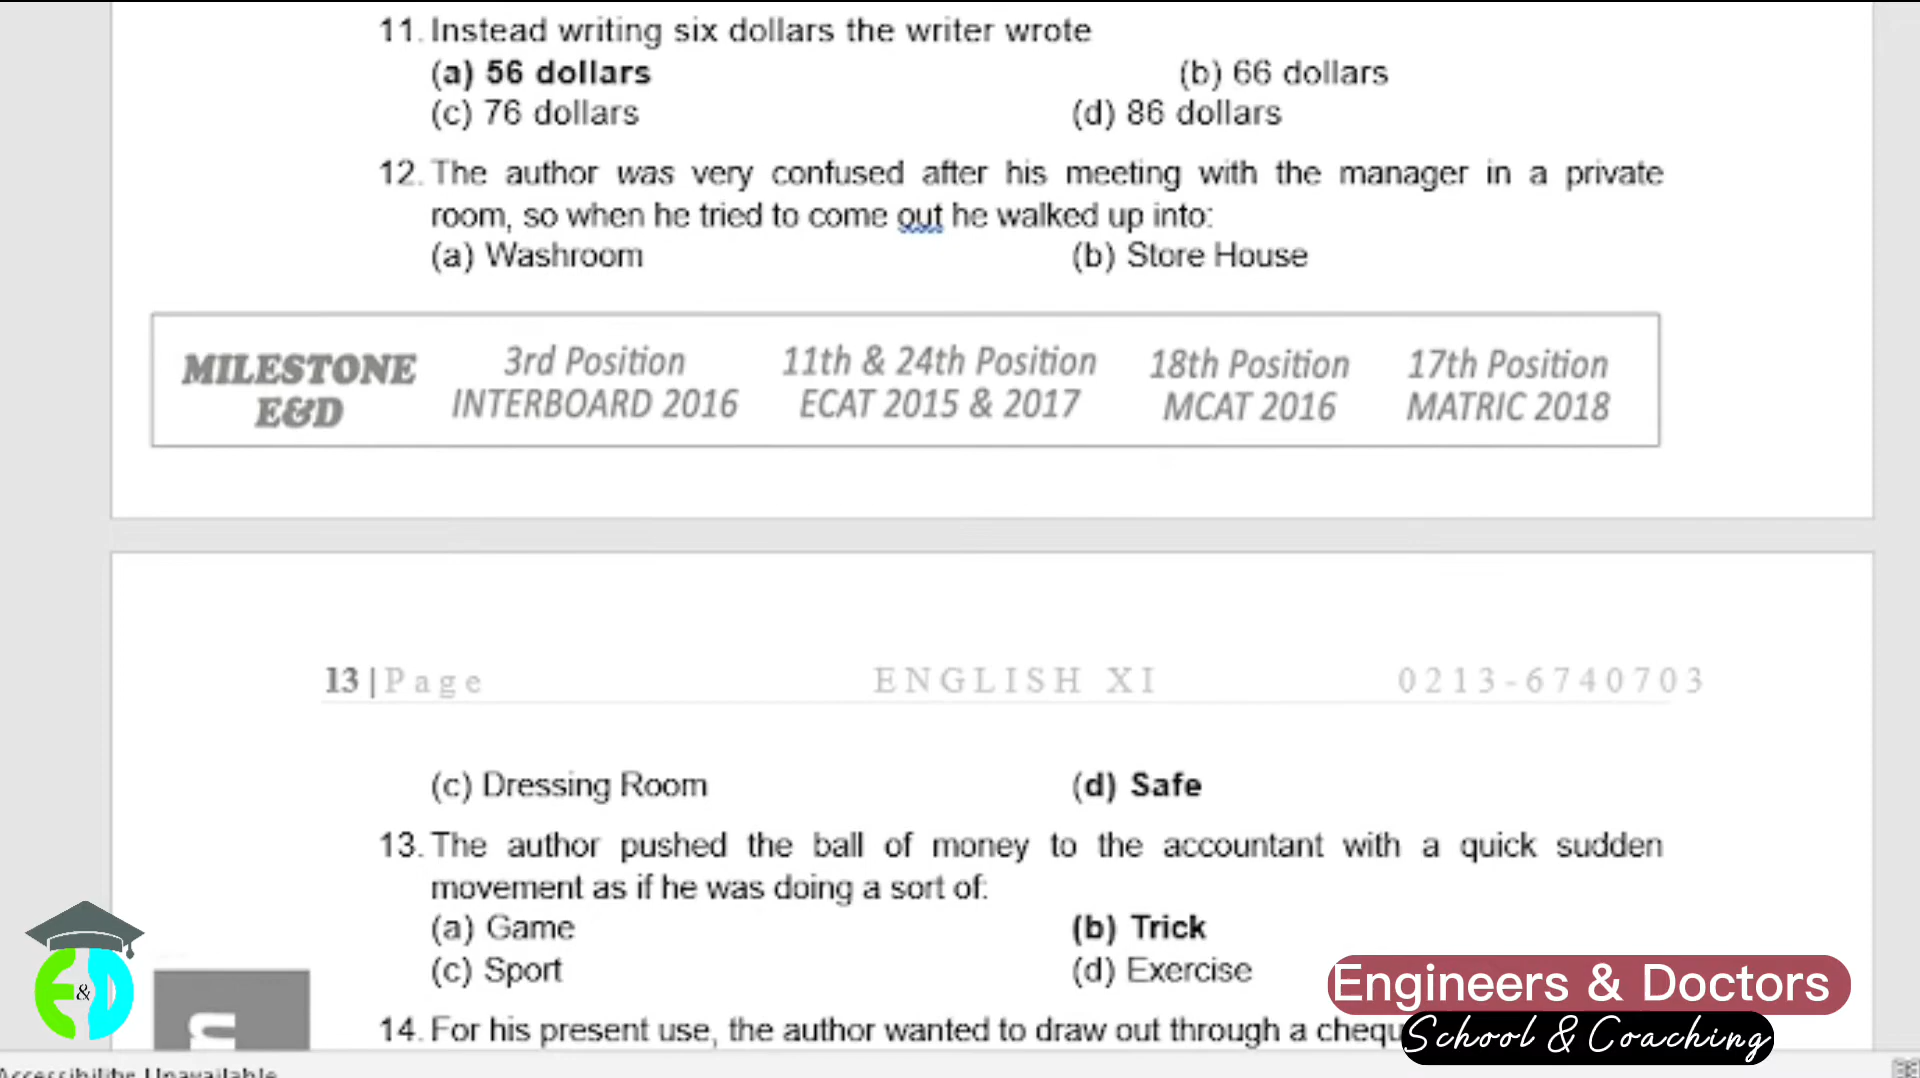 11. Instead writing six dollars the writer wrote
(a) 56 dollars (b) 66 dollars
(c) 76 dollars (d) 86 dollars
12. The author was very confused after his meeting with the manager in a private
room, so when he tried to come out he walked up into:
(a) Washroom (b) Store House
MILESTONE E&D
3rd Position INTERBOARD 2016
11th & 24th Position ECAT 2015 & 2017
18th Position MCAT 2016
17th Position MATRIC 2018
13 | Page ENGLISH XI 0213-6740703
(c) Dressing Room (d) Safe
13. The author pushed the ball of money to the accountant with a quick sudden
movement as if he was doing a sort of:
(a) Game (b) Trick
(c) Sport (d) Exercise
14. For his present use, the author wanted to draw out through a chequ
E&D
Engineers & Doctors
School & Coaching
Accessibility: Unavailable